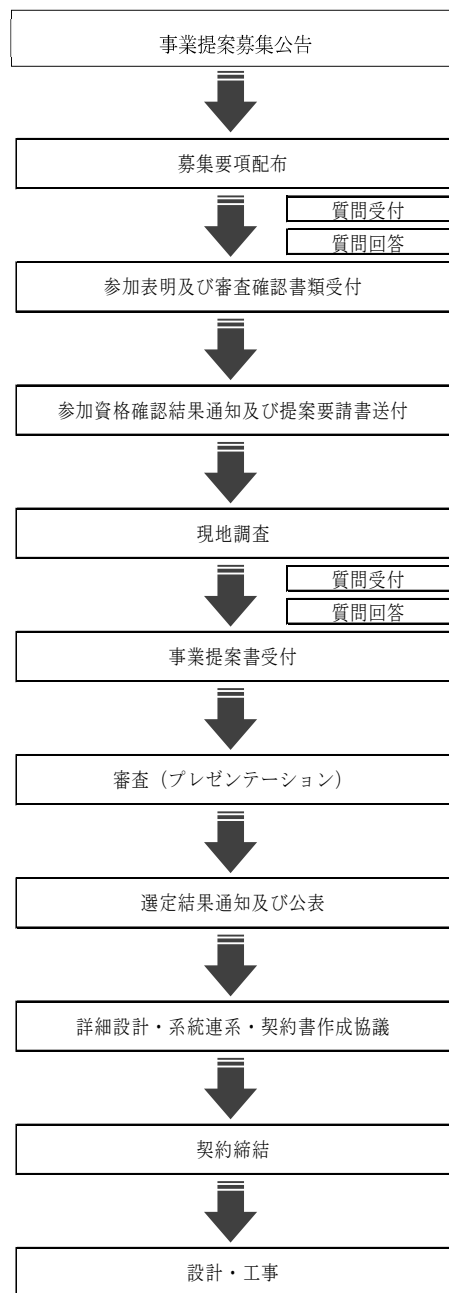 事業提案募集公告
募集要項配布
質問受付
質問回答
参加表明及び審査確認書類受付
参加資格確認結果通知及び提案要請書送付
現地調査
質問受付
質問回答
事業提案書受付
審査（プレゼンテーション）
選定結果通知及び公表
詳細設計・系統連系・契約書作成協議
契約締結
設計・工事